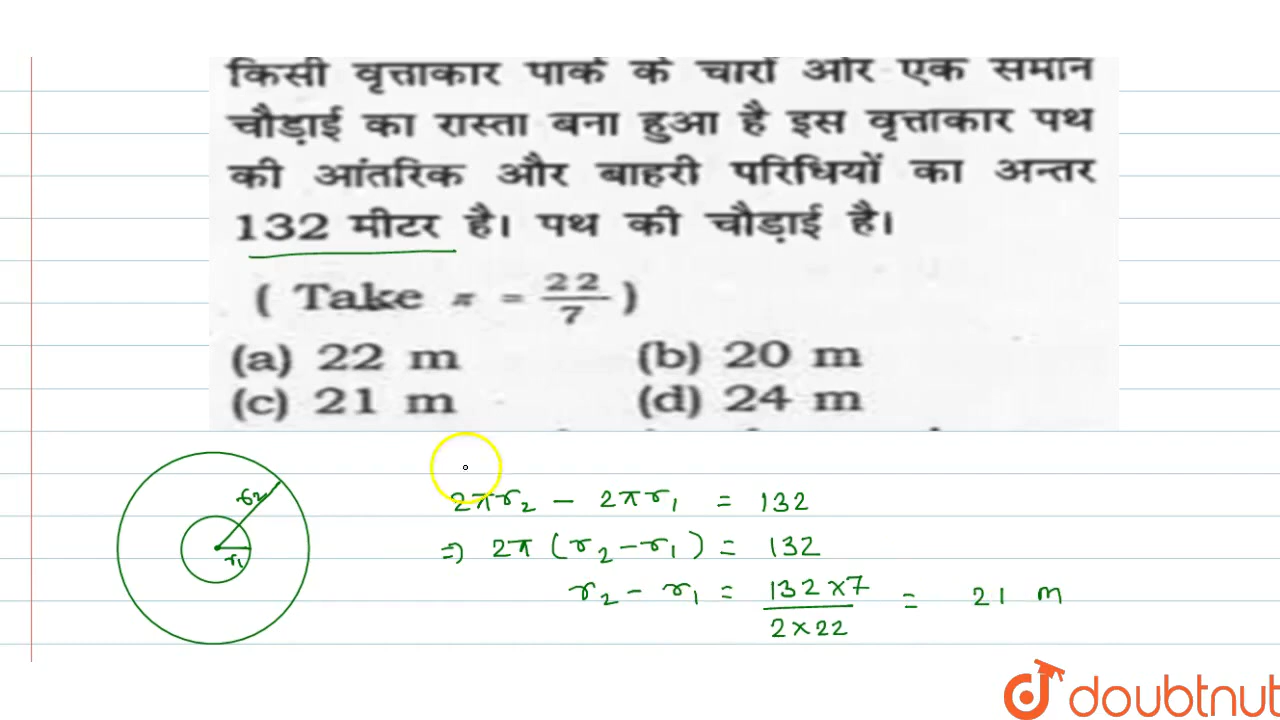 किसी वृत्ताकार पार्क के चारों ओर एक समान
चौड़ाई का रास्ता बना हुआ है इस वृत्ताकार पथ
की आंतरिक और बाहरी परिधियों का अन्तर
132 मीटर है। पथ की चौड़ाई है।
( Take π = 22/7 )
(a) 22 m (b) 20 m
(c) 21 m (d) 24 m
r₂
r₁
2πr₂ − 2πr₁ = 132
⇒ 2π (r₂−r₁) = 132
r₂ − r₁ = 132×7 / 2×22 = 21 m
doubtnut